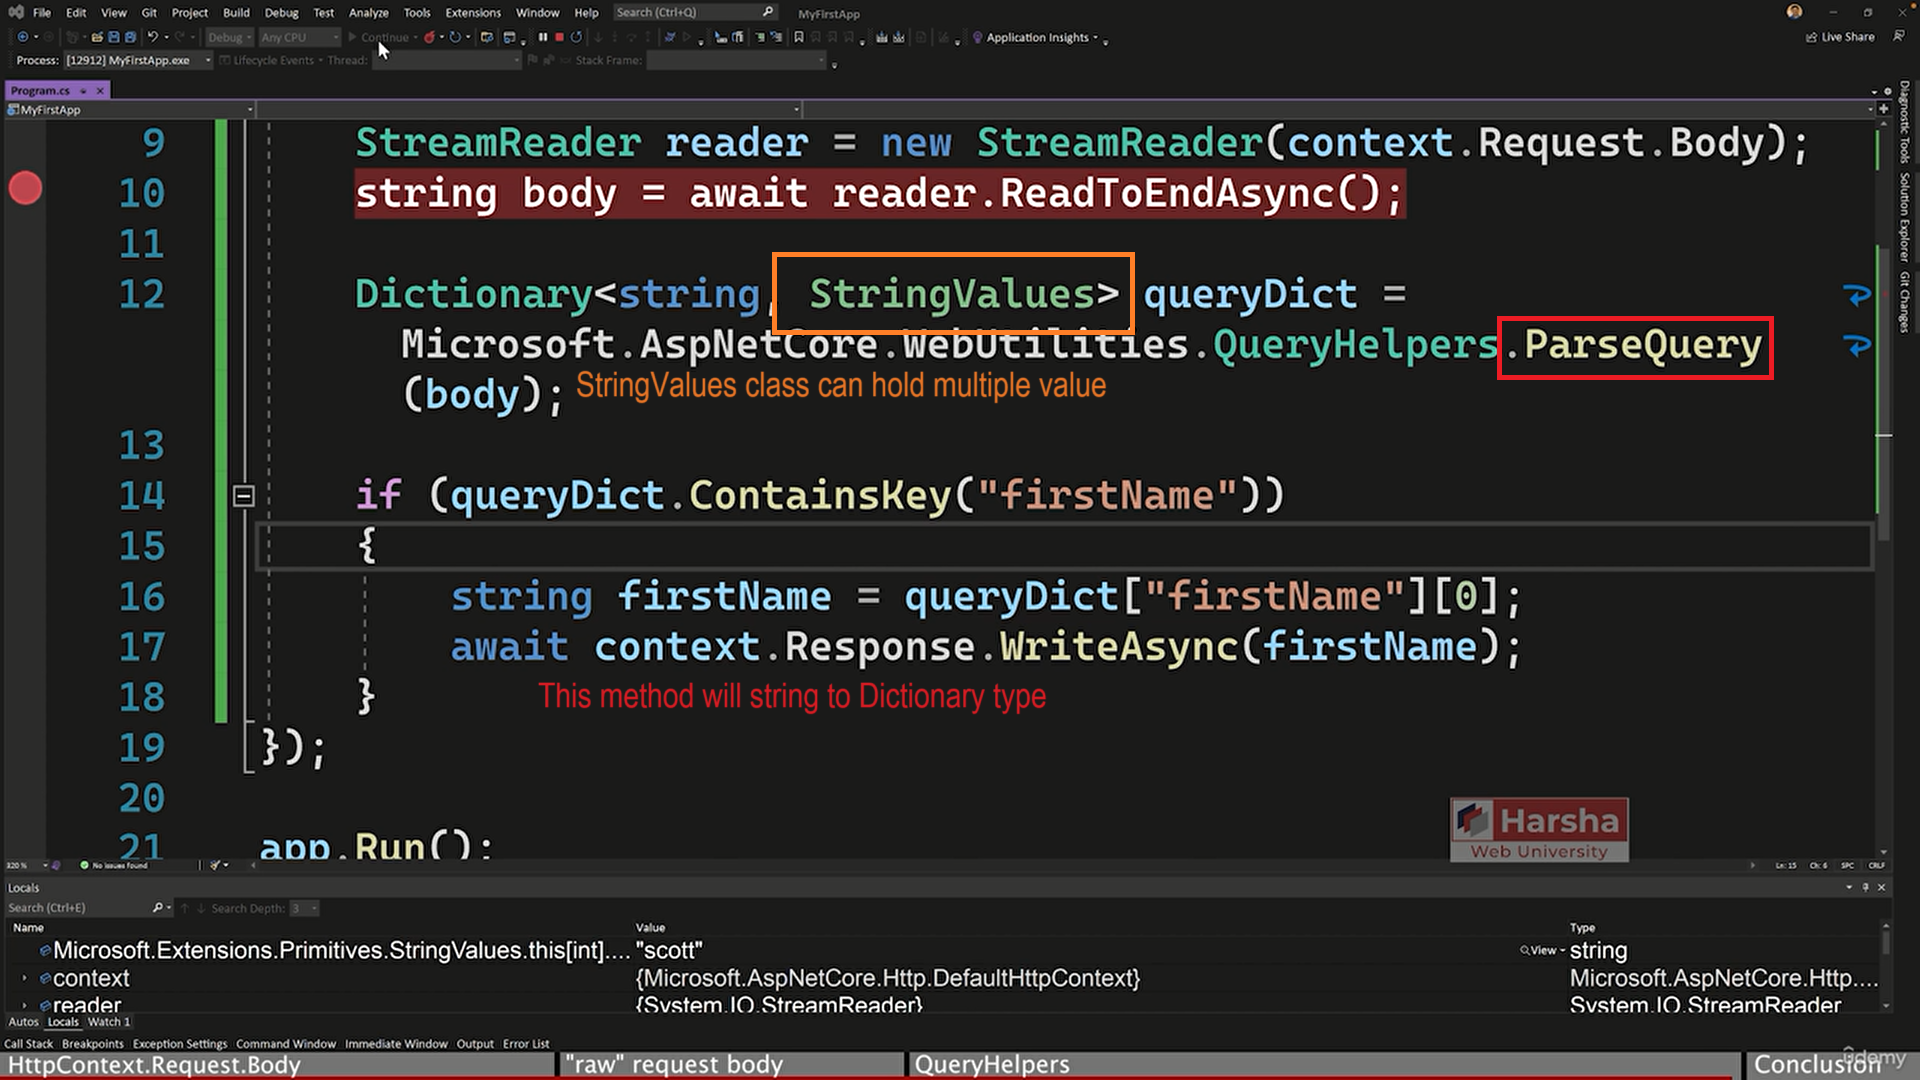 File Edit View Git Project Build Debug Test Analyze Tools Extensions Window Help Search (Ctrl+Q) MyFirstApp
Debug Any CPU Continue Application Insights Live Share
Process: [12912] MyFirstApp.exe Lifecycle Events Thread: Stack Frame:
Program.cs
MyFirstApp
9 StreamReader reader = new StreamReader(context.Request.Body);
10 string body = await reader.ReadToEndAsync();
11
12 Dictionary<string, StringValues> queryDict =
Microsoft.AspNetCore.WebUtilities.QueryHelpers.ParseQuery
(body); StringValues class can hold multiple value
13
14 if (queryDict.ContainsKey("firstName"))
15 {
16 string firstName = queryDict["firstName"][0];
17 await context.Response.WriteAsync(firstName);
18 } This method will string to Dictionary type
19 });
20
21 app.Run();
Diagnostic Tools
Solution Explorer
Git Changes
Harsha
Web University
320 % No issues found Ln: 15 Ch: 6 SPC CRLF
Locals
Search (Ctrl+E) Search Depth: 3
Name Value Type
Microsoft.Extensions.Primitives.StringValues.this[int].... "scott" View string
context {Microsoft.AspNetCore.Http.DefaultHttpContext} Microsoft.AspNetCore.Http....
reader {System.IO.StreamReader} System.IO.StreamReader
Autos Locals Watch 1
Call Stack Breakpoints Exception Settings Command Window Immediate Window Output Error List
HttpContext.Request.Body "raw" request body QueryHelpers Conclusion
ûdemy